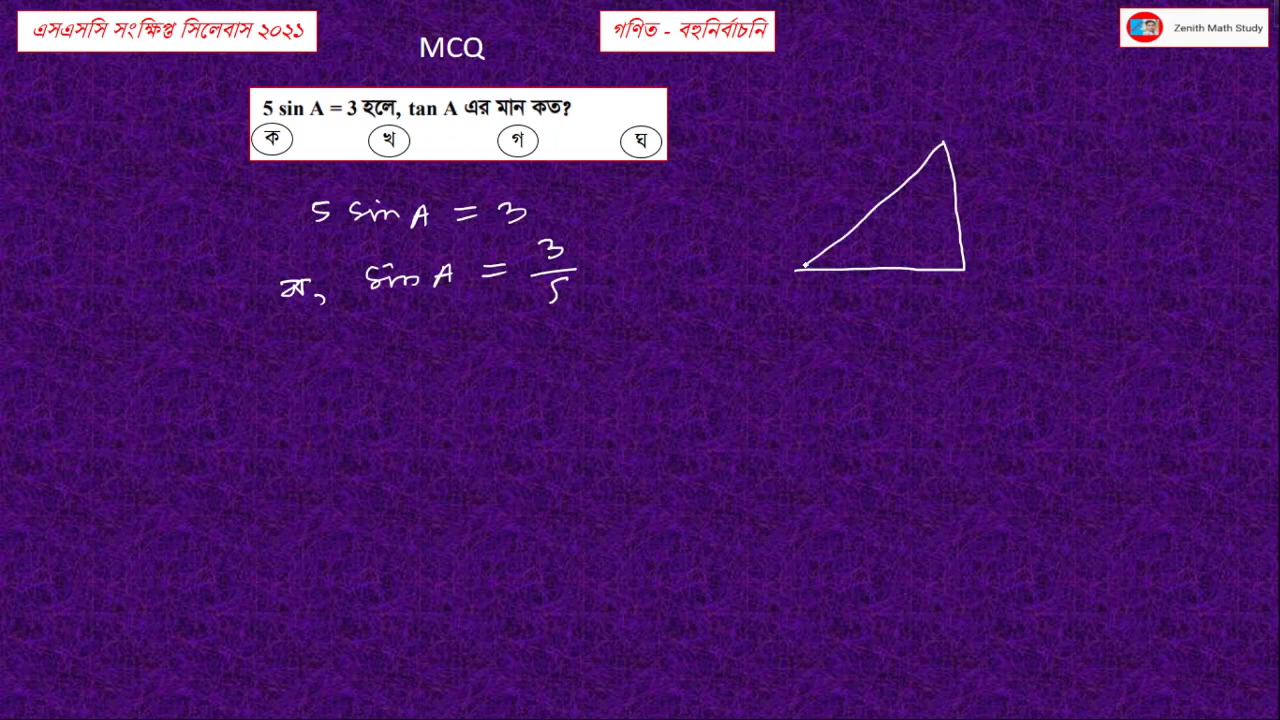 এসএসসি সংক্ষিপ্ত সিলেবাস ২০২১
MCQ
গণিত - বহুনির্বাচনি
Zenith Math Study
5 sin A = 3 হলে, tan A এর মান কত?
ক খ গ ঘ
5 sin A = 3
বা, sin A = 3/5